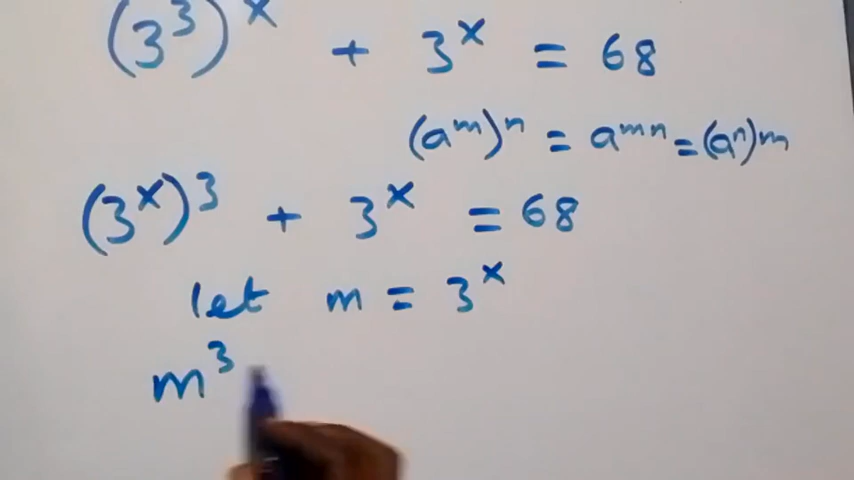 (3³)ˣ + 3ˣ = 68
(aᵐ)ⁿ = aᵐⁿ = (aⁿ)ᵐ
(3ˣ)³ + 3ˣ = 68
let m = 3ˣ
m³